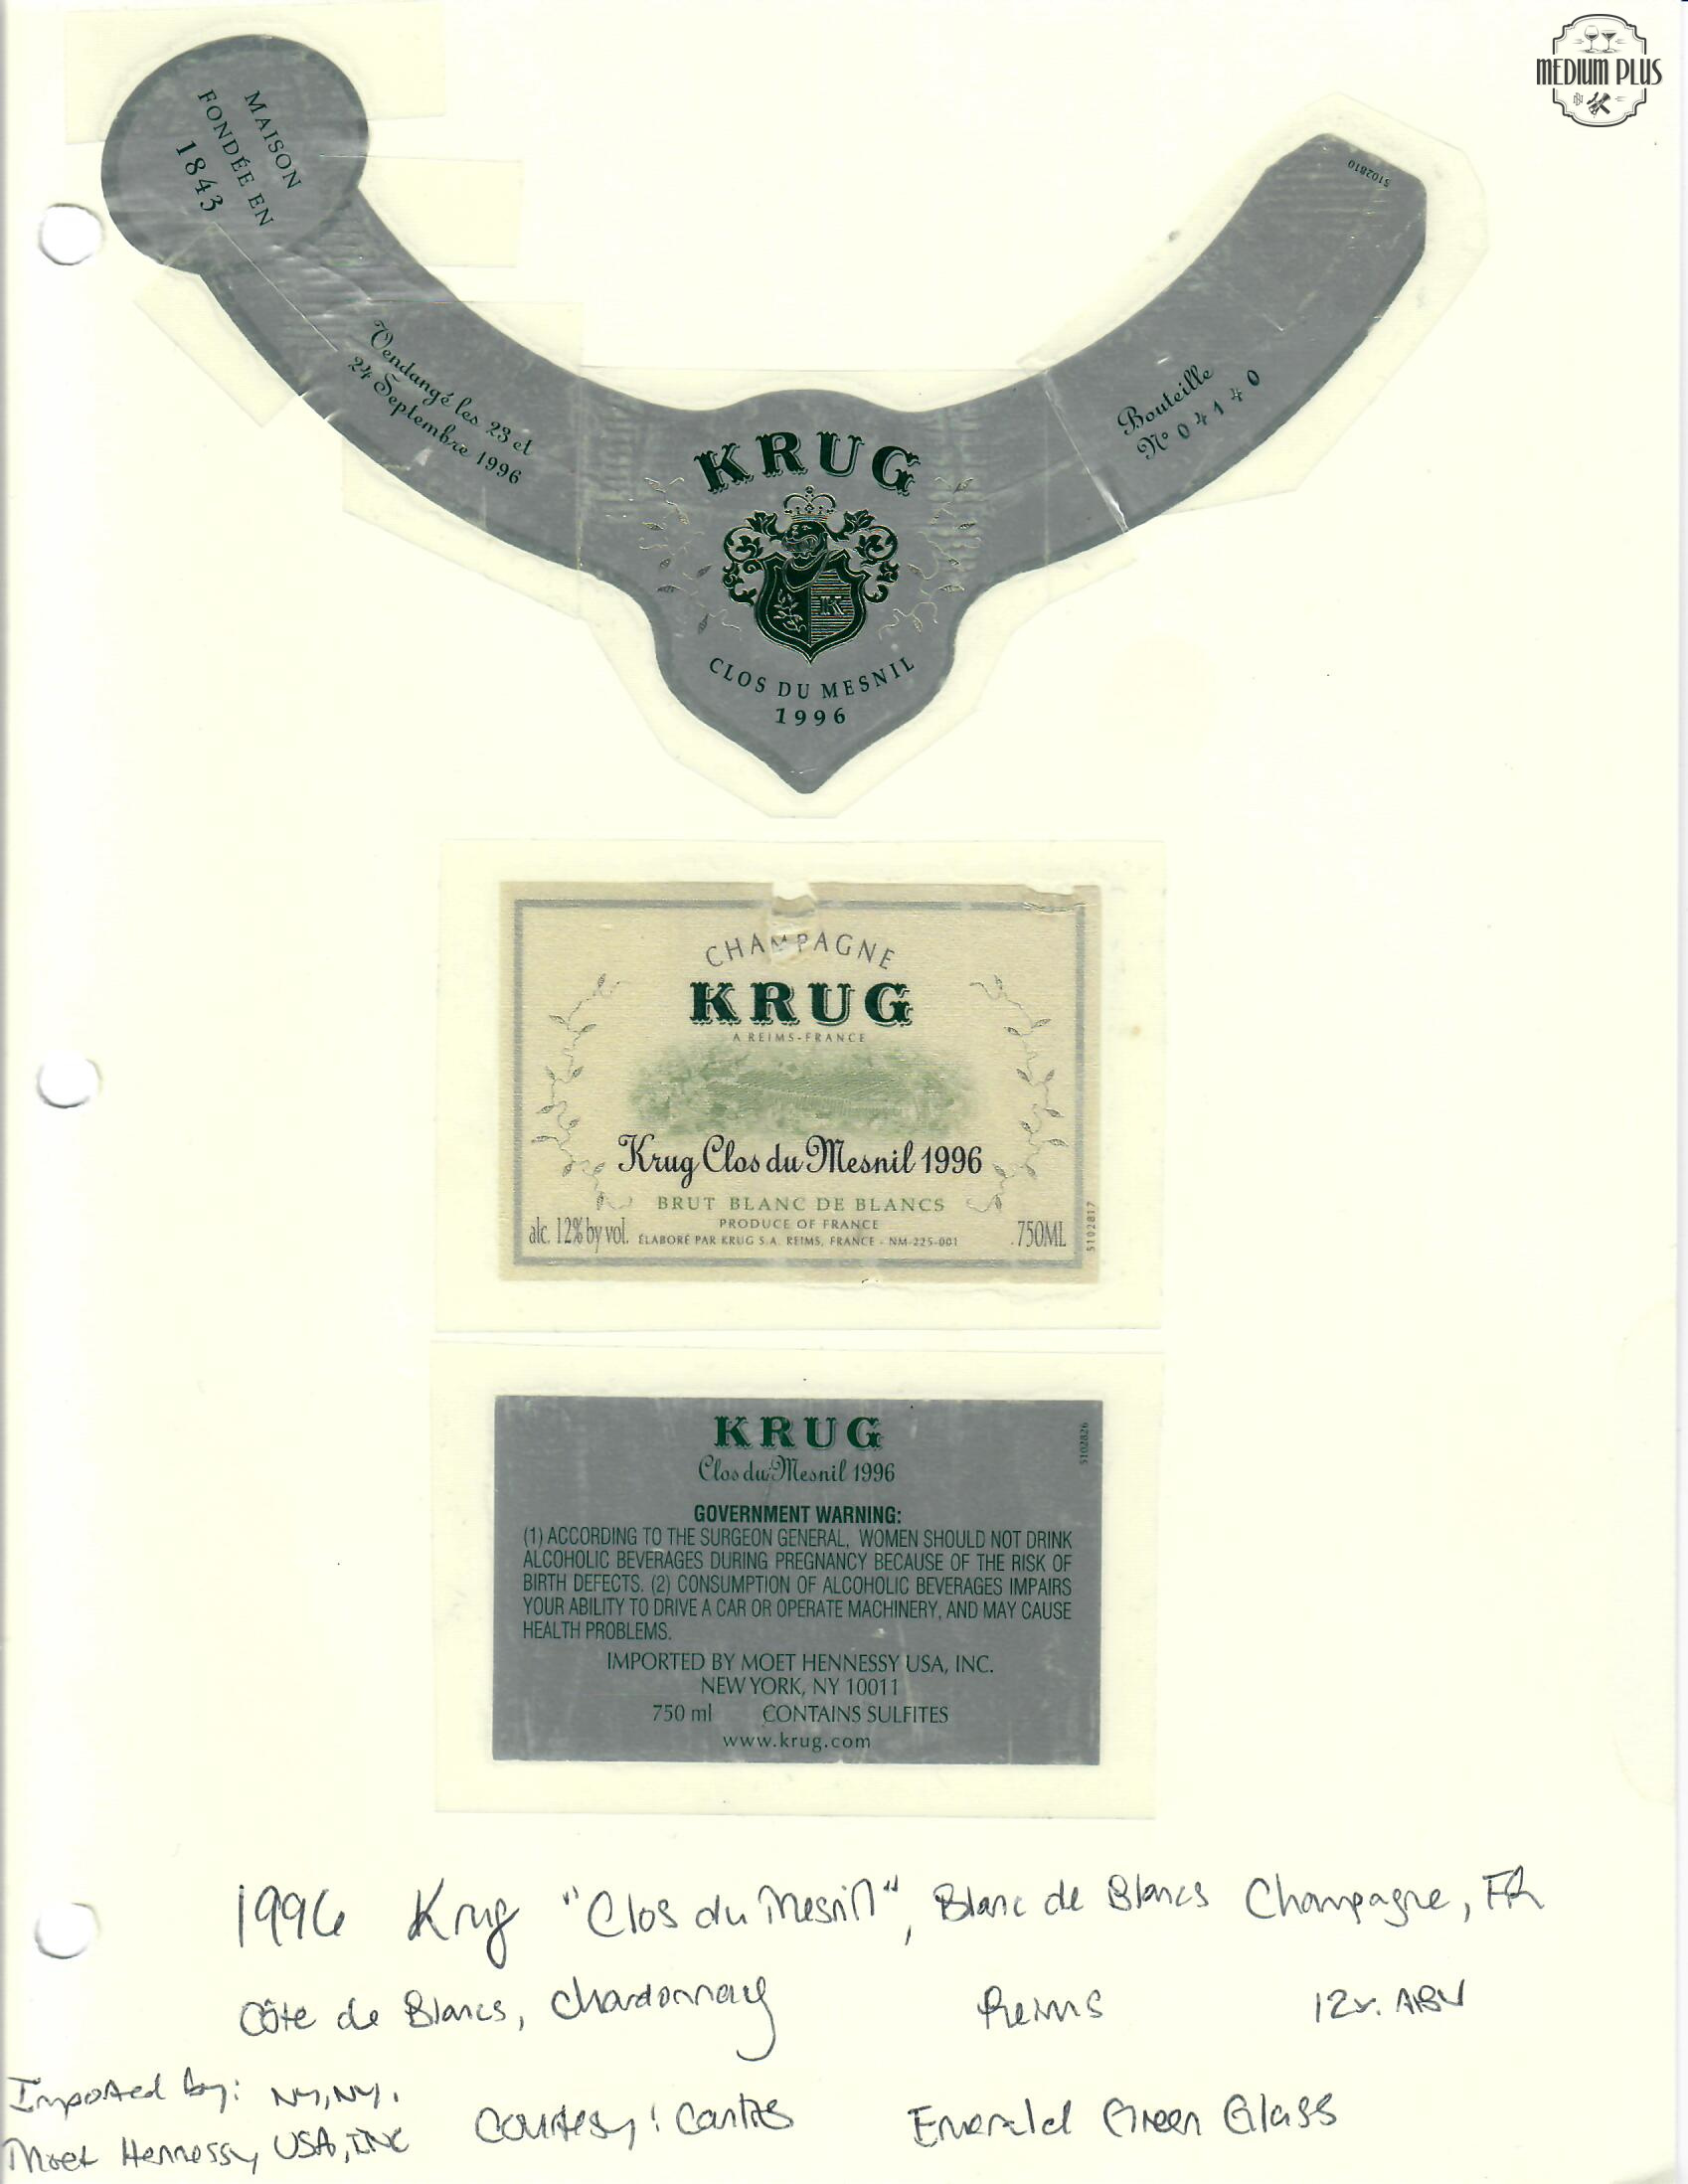 MEDIUM PLUS
MAISON
FONDÉE EN
1843
5102810
Vendangé les 23 et
24 Septembre 1996
Bouteille
Nº 04140
KRUG
K
CLOS DU MESNIL
1996
CHAMPAGNE
KRUG
A REIMS-FRANCE
Krug Clos du Mesnil 1996
BRUT BLANC DE BLANCS
PRODUCE OF FRANCE
alc. 12% by vol. ÉLABORÉ PAR KRUG S.A. REIMS, FRANCE - NM-225-001 .750ML
5102817
KRUG
Clos du Mesnil 1996
5102826
GOVERNMENT WARNING:
(1) ACCORDING TO THE SURGEON GENERAL, WOMEN SHOULD NOT DRINK
ALCOHOLIC BEVERAGES DURING PREGNANCY BECAUSE OF THE RISK OF
BIRTH DEFECTS. (2) CONSUMPTION OF ALCOHOLIC BEVERAGES IMPAIRS
YOUR ABILITY TO DRIVE A CAR OR OPERATE MACHINERY, AND MAY CAUSE
HEALTH PROBLEMS.
IMPORTED BY MOET HENNESSY USA, INC.
NEW YORK, NY 10011
750 ml CONTAINS SULFITES
www.krug.com
1996 Krug "Clos du Mesnil", Blanc de Blancs Champagne, FR
Côte de Blancs, Chardonnay Reims 12% ABV
Imported by: NY, NY.
Moet Hennessy USA, INC Courtesy: Emerald Green Glass